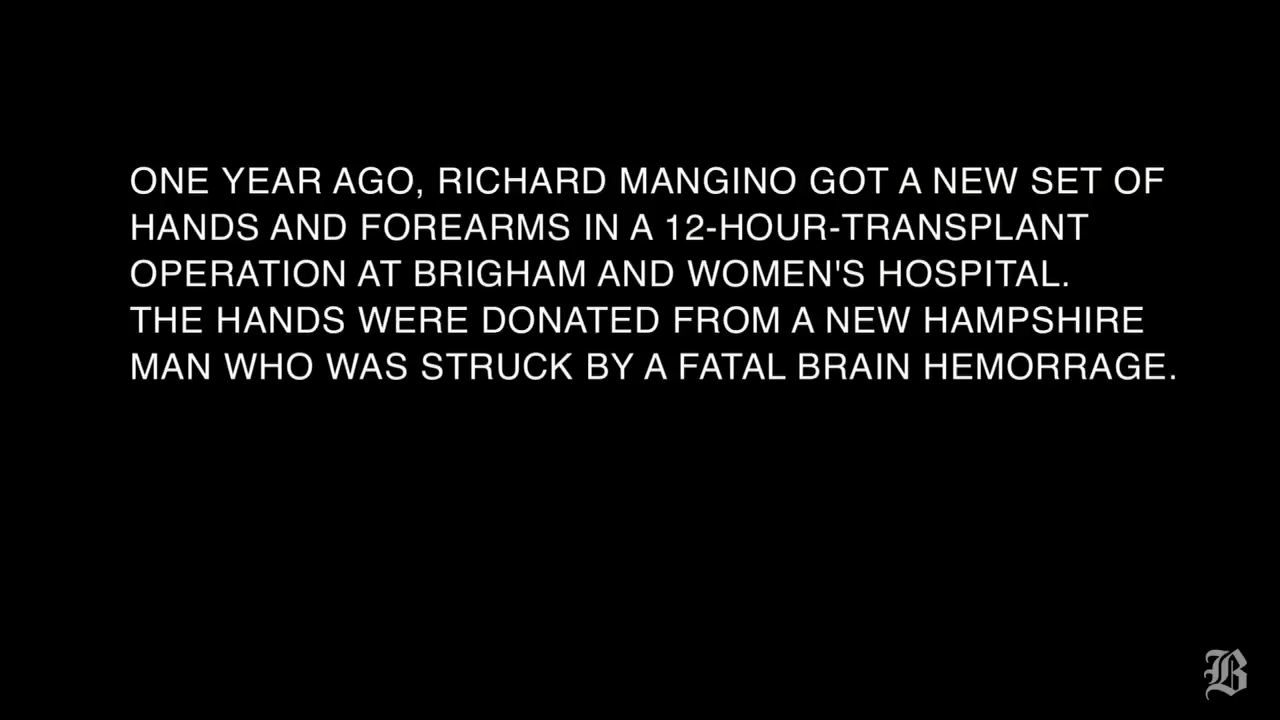 ONE YEAR AGO, RICHARD MANGINO GOT A NEW SET OF
HANDS AND FOREARMS IN A 12-HOUR-TRANSPLANT
OPERATION AT BRIGHAM AND WOMEN'S HOSPITAL.
THE HANDS WERE DONATED FROM A NEW HAMPSHIRE
MAN WHO WAS STRUCK BY A FATAL BRAIN HEMORRAGE.
B